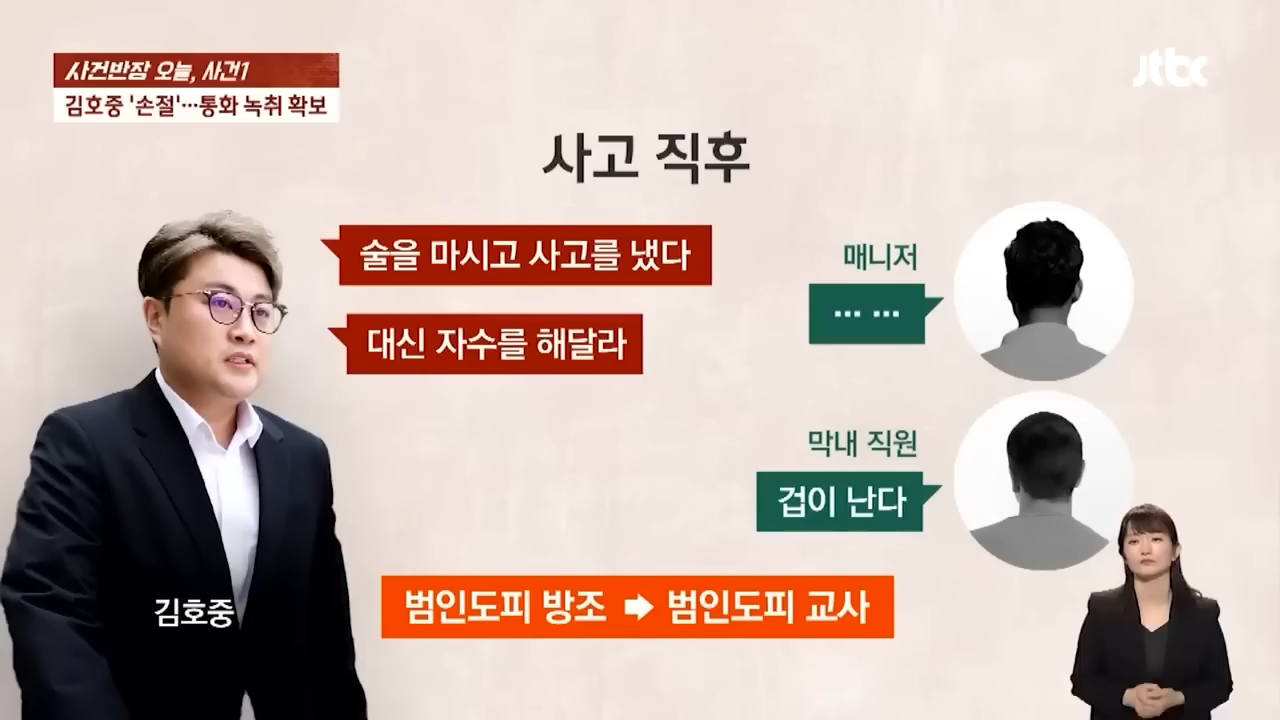 사건반장 오늘, 사건1
김호중 '손절'…통화 녹취 확보
jtbc
사고 직후
술을 마시고 사고를 냈다
대신 자수를 해달라
매니저
... ...
막내 직원
겁이 난다
김호중
범인도피 방조 ➡ 범인도피 교사